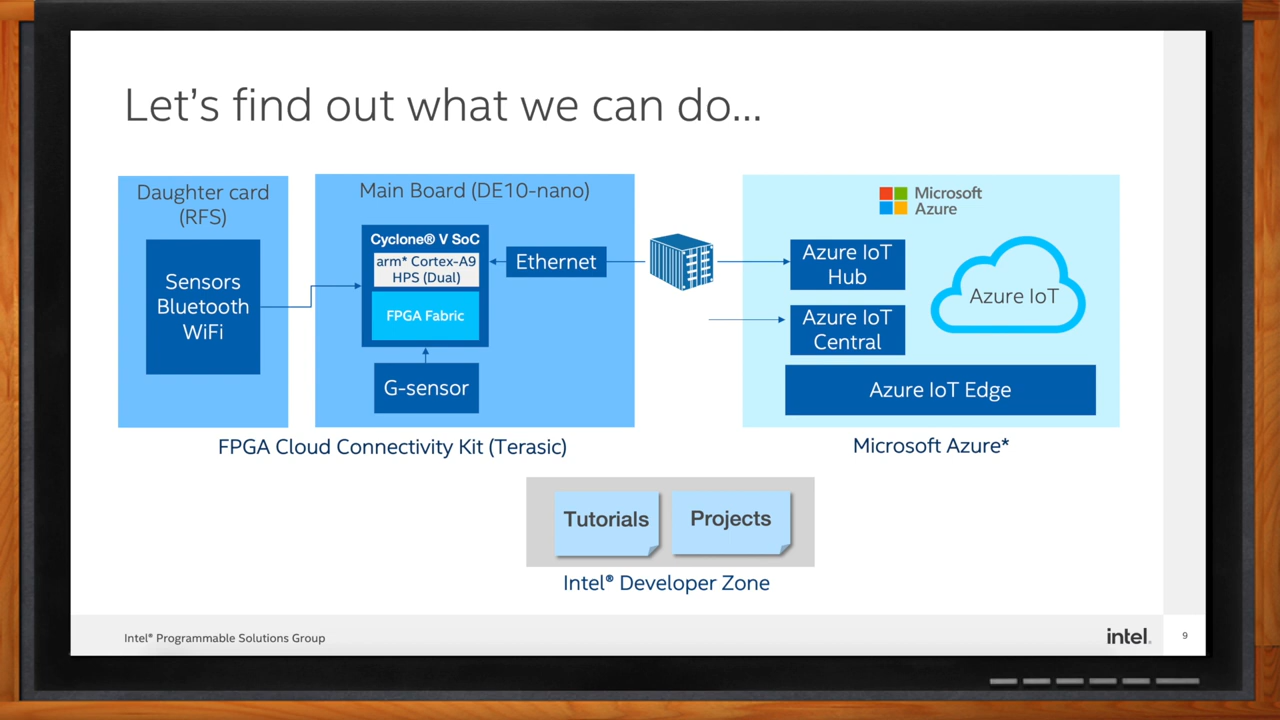 Let's find out what we can do...
Daughter card
(RFS)
Sensors
Bluetooth
WiFi
Main Board (DE10-nano)
Cyclone® V SoC
arm* Cortex-A9
HPS (Dual)
FPGA Fabric
G-sensor
Ethernet
Microsoft
Azure
Azure IoT
Hub
Azure IoT
Central
Azure IoT
Azure IoT Edge
FPGA Cloud Connectivity Kit (Terasic)
Microsoft Azure*
Tutorials
Projects
Intel® Developer Zone
Intel® Programmable Solutions Group
intel.
9